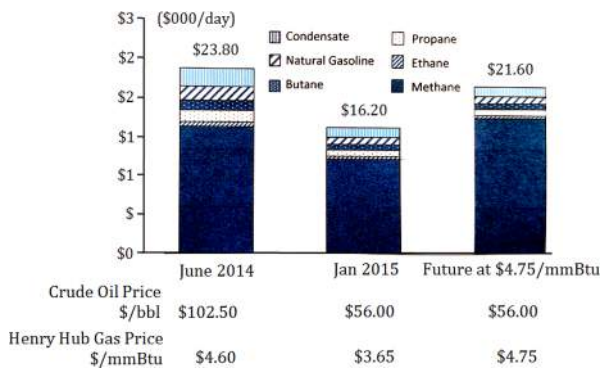 $3 ($000/day)
$2
$2
$1
$1
$
$0
$23.80
$16.20
$21.60
Condensate
Propane
Natural Gasoline
Ethane
Butane
Methane
June 2014 Jan 2015 Future at $4.75/mmBtu
Crude Oil Price
$/bbl $102.50 $56.00 $56.00
Henry Hub Gas Price
$/mmBtu $4.60 $3.65 $4.75